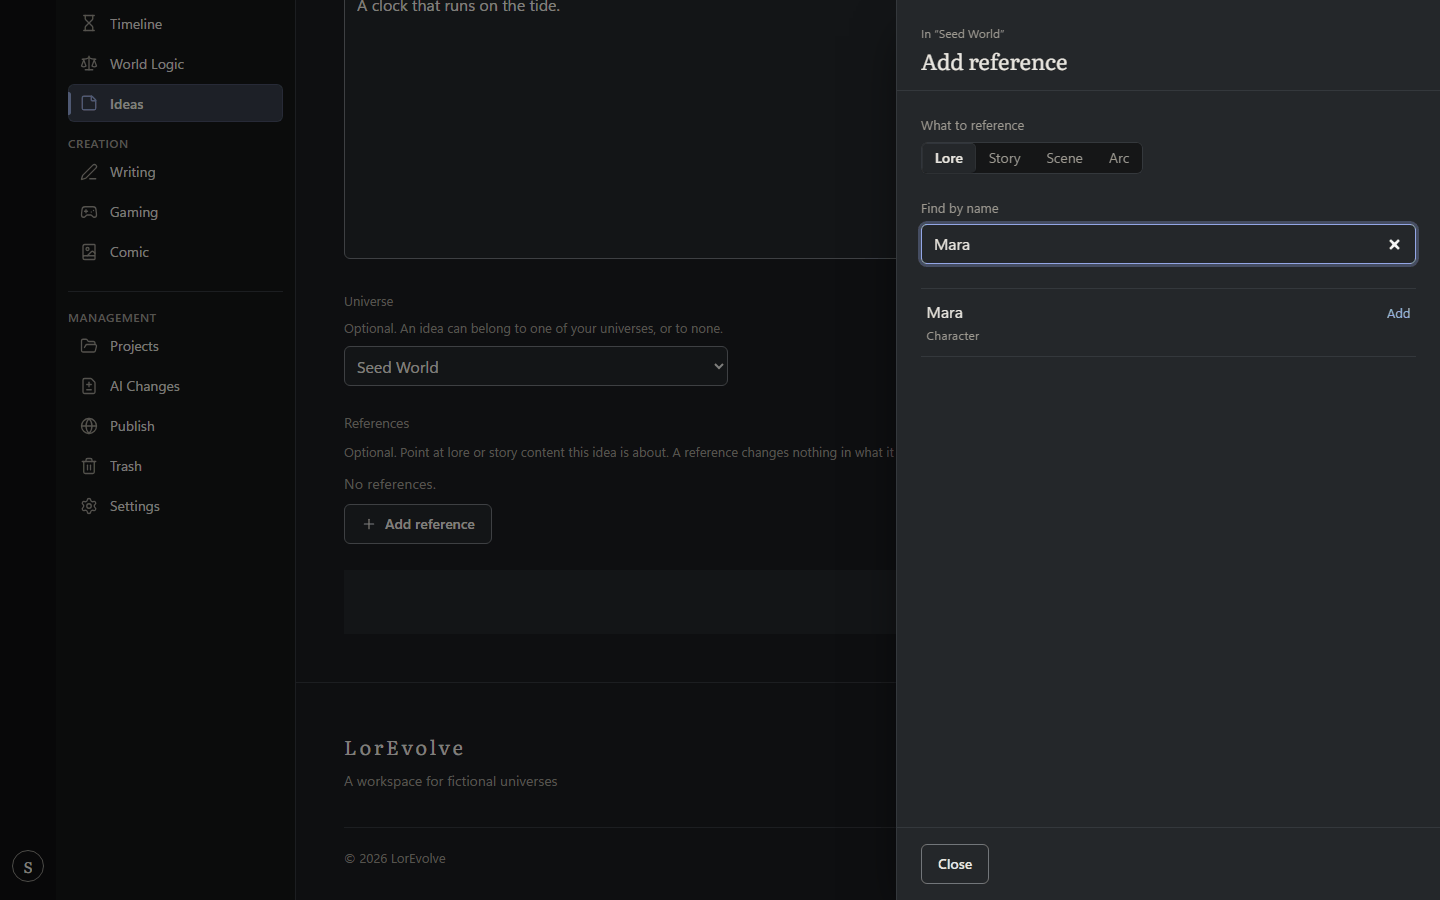 Timeline
World Logic
Ideas
CREATION
Writing
Gaming
Comic
MANAGEMENT
Projects
AI Changes
Publish
Trash
Settings
S
A clock that runs on the tide.
Universe
Optional. An idea can belong to one of your universes, or to none.
Seed World
References
Optional. Point at lore or story content this idea is about. A reference changes nothing in what it
No references.
Add reference
LorEvolve
A workspace for fictional universes
© 2026 LorEvolve
In “Seed World”
Add reference
What to reference
Lore Story Scene Arc
Find by name
Mara
Mara Add
Character
Close